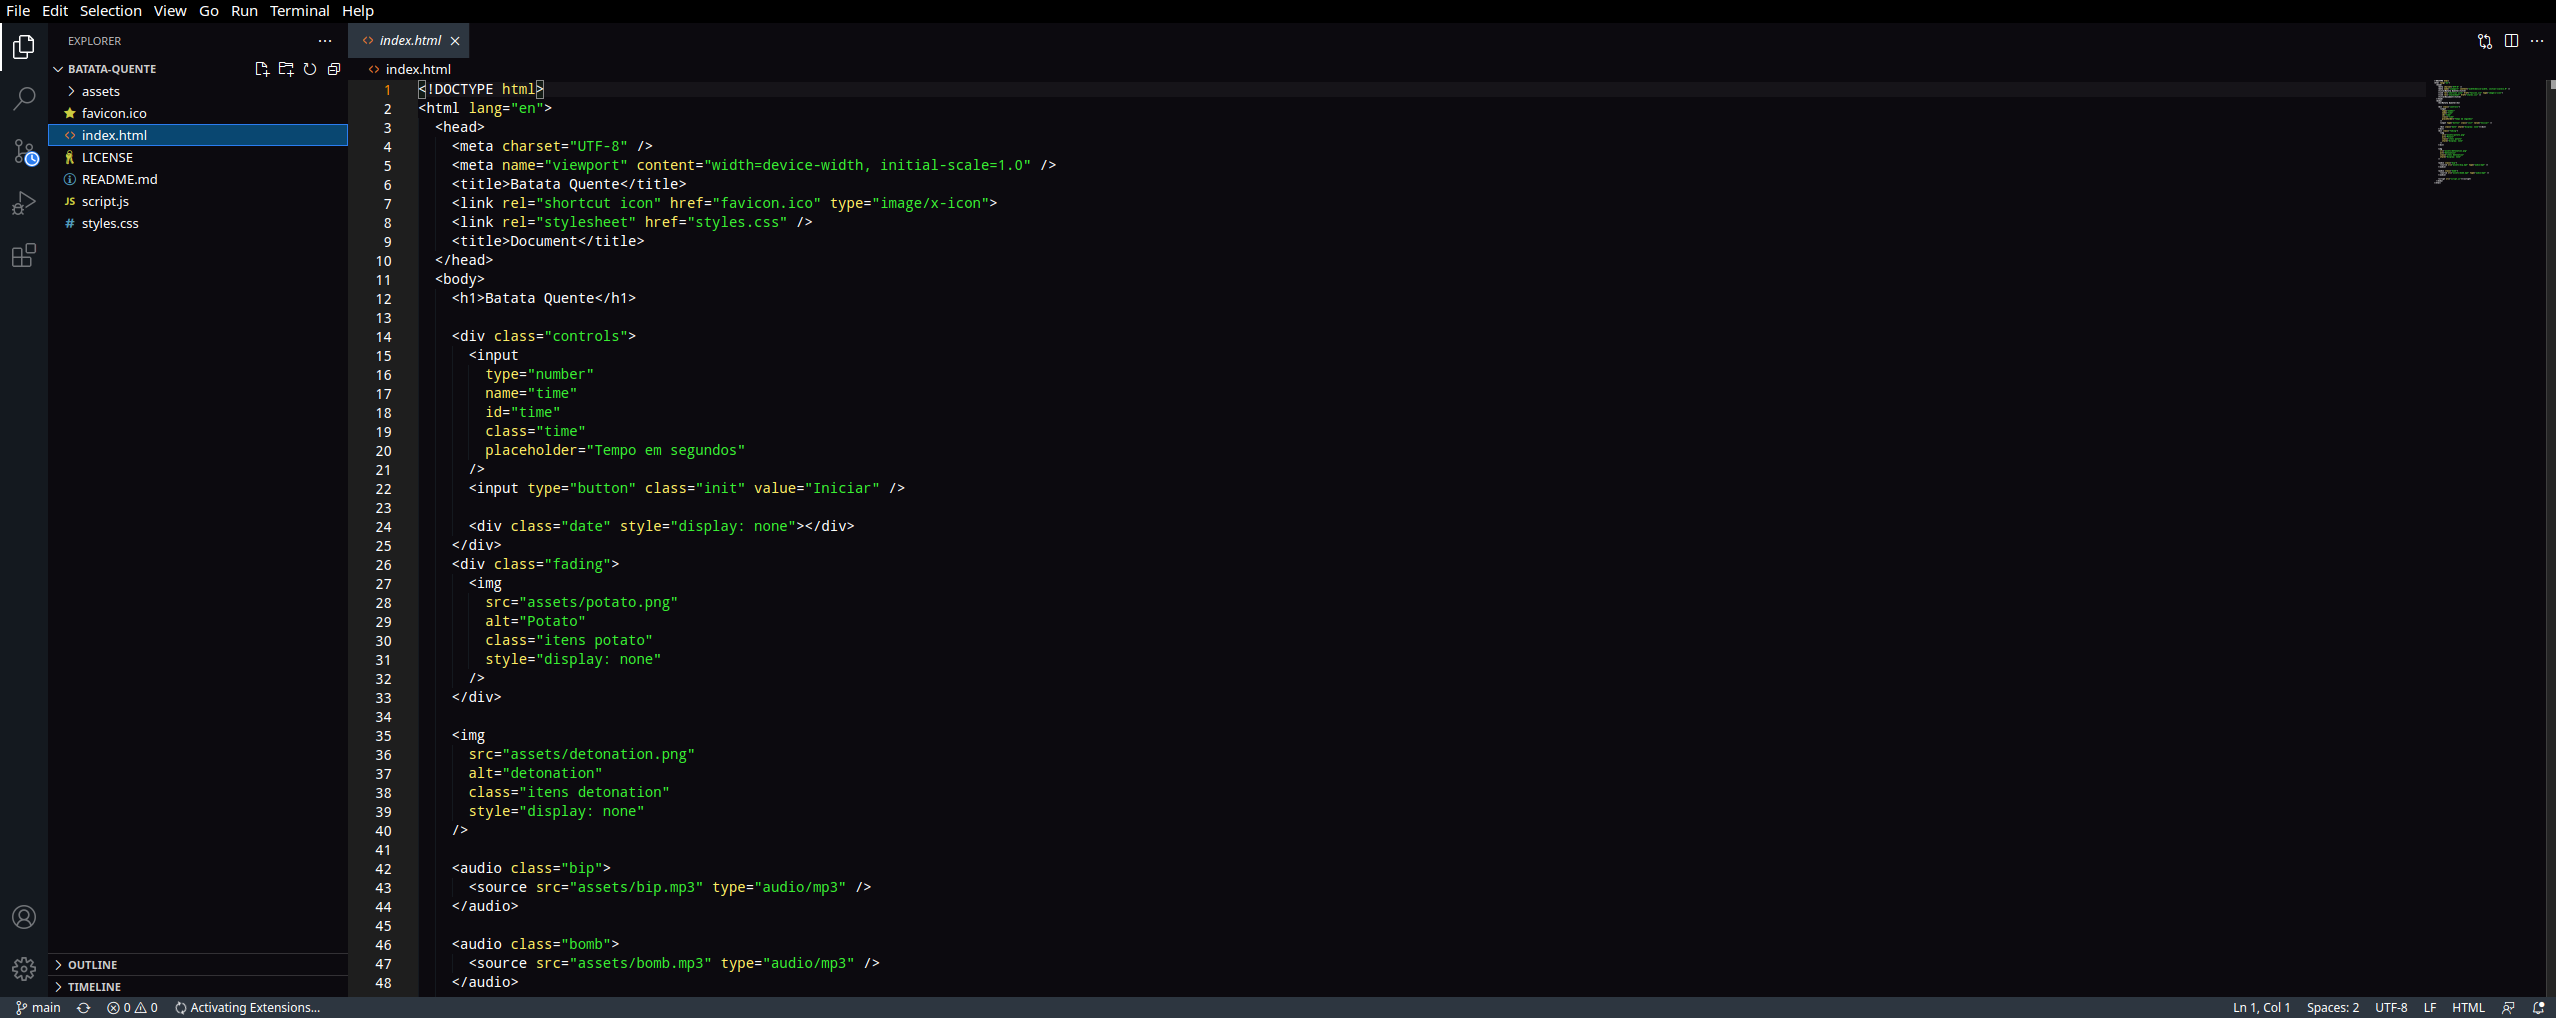 File Edit Selection View Go Run Terminal Help
EXPLORER
BATATA-QUENTE
assets
favicon.ico
index.html
LICENSE
README.md
JS script.js
# styles.css
OUTLINE
TIMELINE
<> index.html
<> index.html
1 <!DOCTYPE html>
2 <html lang="en">
3   <head>
4     <meta charset="UTF-8" />
5     <meta name="viewport" content="width=device-width, initial-scale=1.0" />
6     <title>Batata Quente</title>
7     <link rel="shortcut icon" href="favicon.ico" type="image/x-icon">
8     <link rel="stylesheet" href="styles.css" />
9     <title>Document</title>
10   </head>
11   <body>
12     <h1>Batata Quente</h1>
13
14     <div class="controls">
15       <input
16         type="number"
17         name="time"
18         id="time"
19         class="time"
20         placeholder="Tempo em segundos"
21       />
22       <input type="button" class="init" value="Iniciar" />
23
24       <div class="date" style="display: none"></div>
25     </div>
26     <div class="fading">
27       <img
28         src="assets/potato.png"
29         alt="Potato"
30         class="itens potato"
31         style="display: none"
32       />
33     </div>
34
35     <img
36       src="assets/detonation.png"
37       alt="detonation"
38       class="itens detonation"
39       style="display: none"
40     />
41
42     <audio class="bip">
43       <source src="assets/bip.mp3" type="audio/mp3" />
44     </audio>
45
46     <audio class="bomb">
47       <source src="assets/bomb.mp3" type="audio/mp3" />
48     </audio>
main 0 0 Activating Extensions... Ln 1, Col 1 Spaces: 2 UTF-8 LF HTML